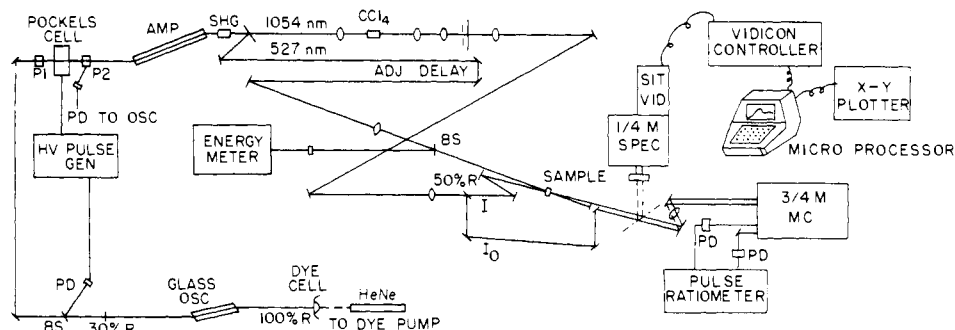 POCKELS
CELL
AMP
SHG
1054 nm
CCl4
527 nm
ADJ DELAY
P1
P2
PD TO OSC
HV PULSE
GEN
ENERGY
METER
BS
50% R
I
I0
SAMPLE
SIT
VID
1/4 M
SPEC
VIDICON
CONTROLLER
X-Y
PLOTTER
MICRO PROCESSOR
3/4 M
MC
PD
PD
PULSE
RATIOMETER
PD
BS
30% R
GLASS
OSC
DYE
CELL
100% R
HeNe
TO DYE PUMP